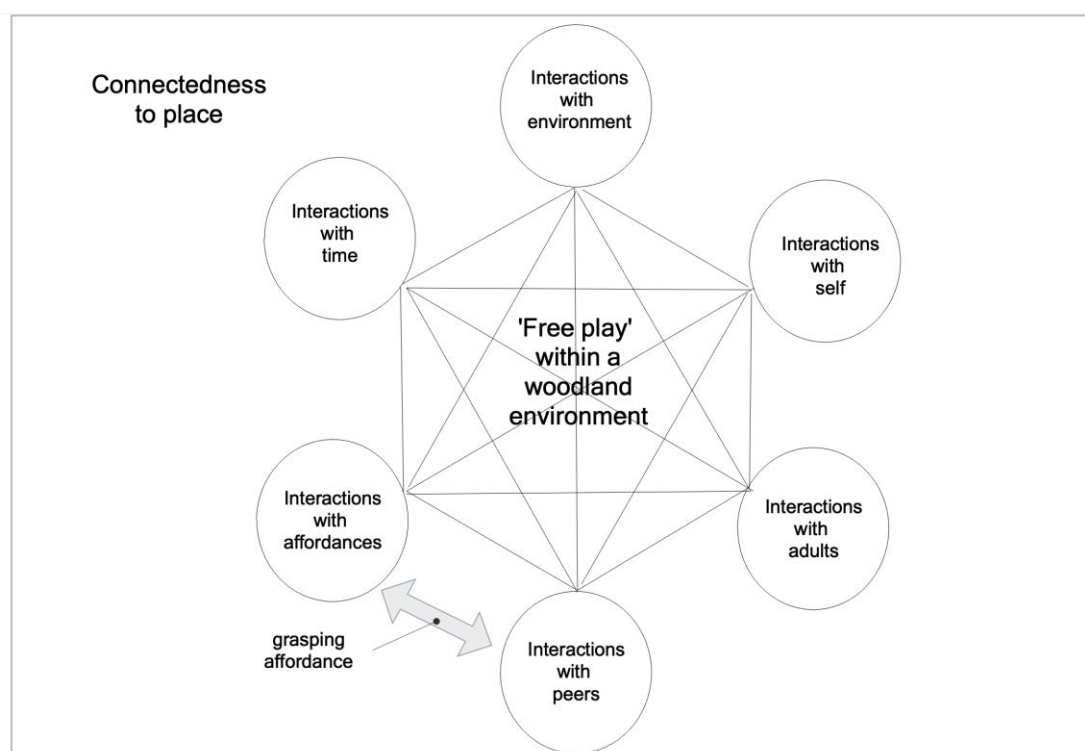 Connectedness
to place
Interactions
with
environment
Interactions
with
time
Interactions
with
self
'Free play'
within a
woodland
environment
Interactions
with
affordances
Interactions
with
adults
grasping
affordance
Interactions
with
peers